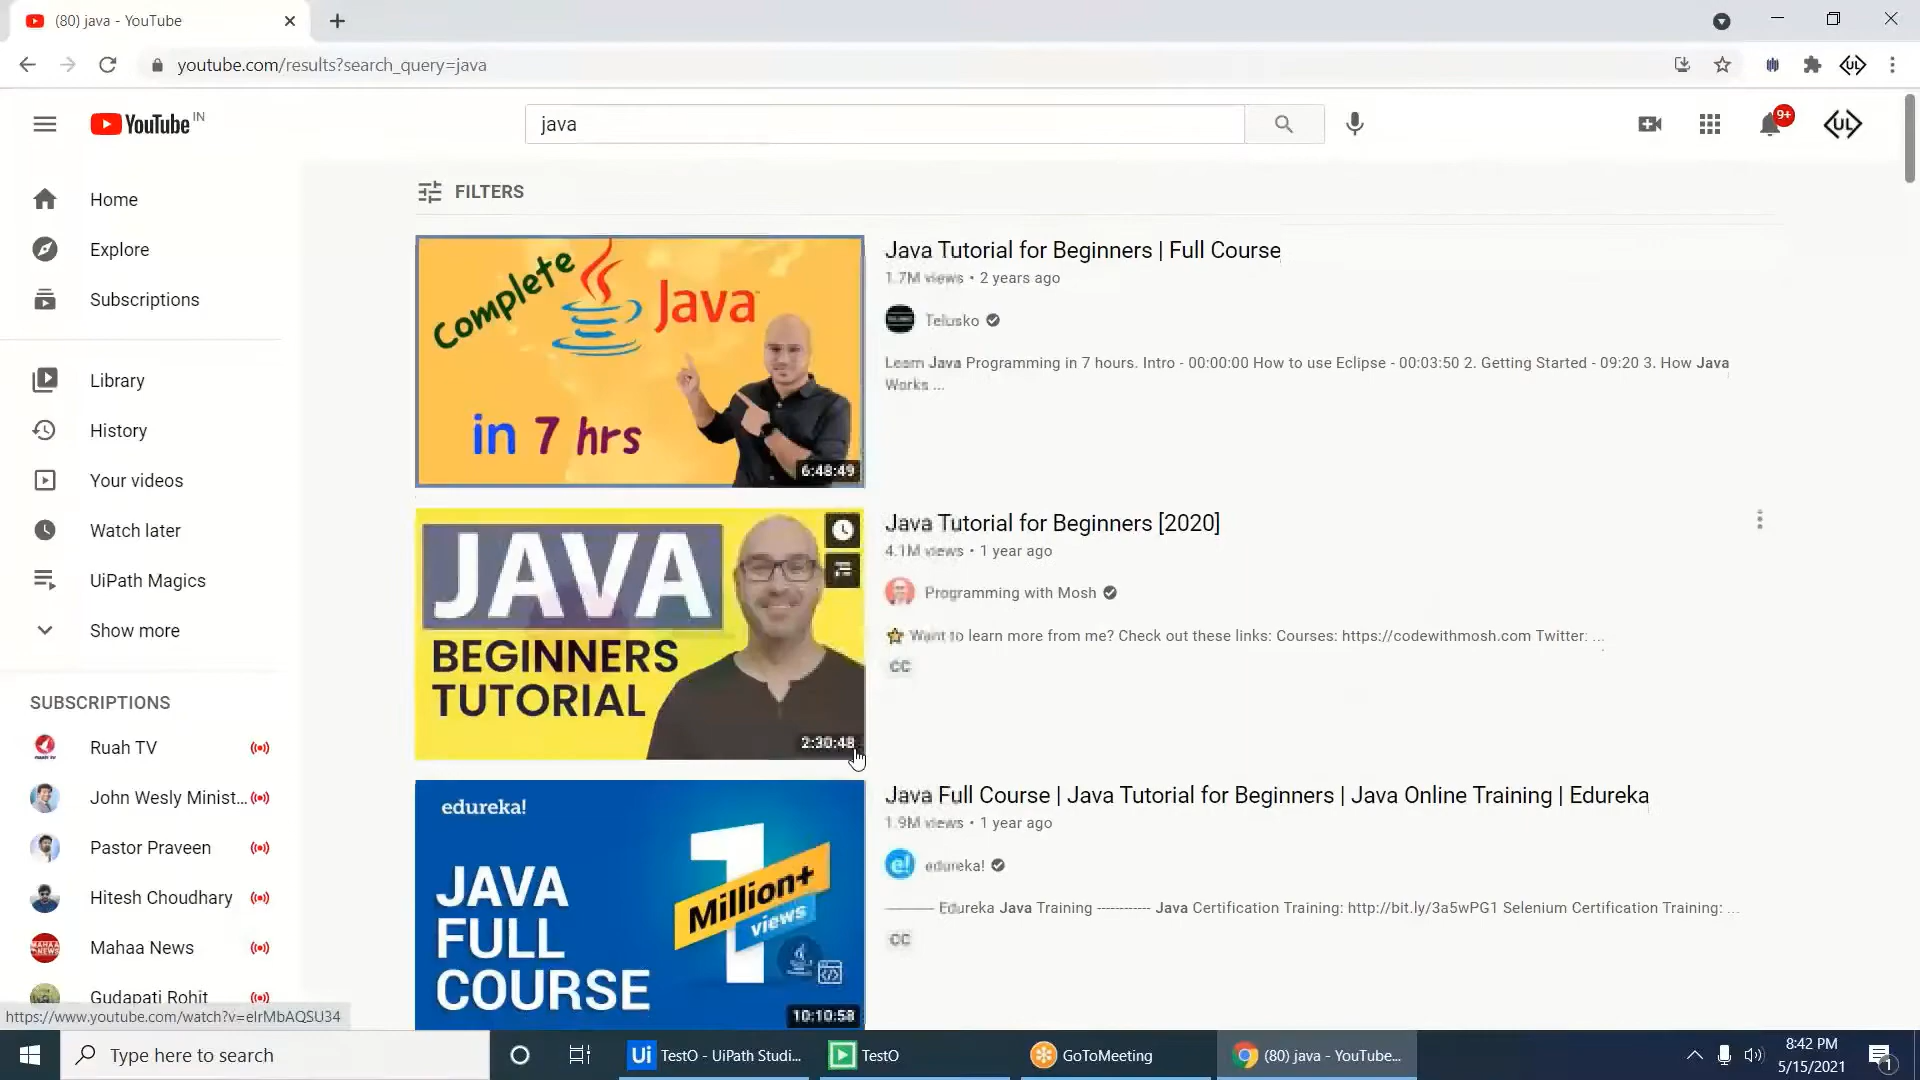 (80) java - YouTube
youtube.com/results?search_query=java
YouTube IN
java
9+
UL
Home
Explore
Subscriptions
Library
History
Your videos
Watch later
UiPath Magics
Show more
SUBSCRIPTIONS
Ruah TV
John Wesly Minist...
Pastor Praveen
Hitesh Choudhary
Mahaa News
Gudapati Rohit
https://www.youtube.com/watch?v=eIrMbAQSU34
FILTERS
Complete Java
in 7 hrs
6:48:49
Java Tutorial for Beginners | Full Course
1.7M views • 2 years ago
Telusko
Learn Java Programming in 7 hours. Intro - 00:00:00 How to use Eclipse - 00:03:50 2. Getting Started - 09:20 3. How Java
Works ...
JAVA
BEGINNERS
TUTORIAL
2:30:48
Java Tutorial for Beginners [2020]
4.1M views • 1 year ago
Programming with Mosh
Want to learn more from me? Check out these links: Courses: https://codewithmosh.com Twitter: ...
CC
edureka!
JAVA
FULL
COURSE
1
Million+
views
10:10:58
Java Full Course | Java Tutorial for Beginners | Java Online Training | Edureka
1.9M views • 1 year ago
edureka!
----------- Edureka Java Training ----------- Java Certification Training: http://bit.ly/3a5wPG1 Selenium Certification Training: ...
CC
Type here to search
Ui TestO - UiPath Studi...
TestO
GoToMeeting
(80) java - YouTube...
8:42 PM
5/15/2021
1